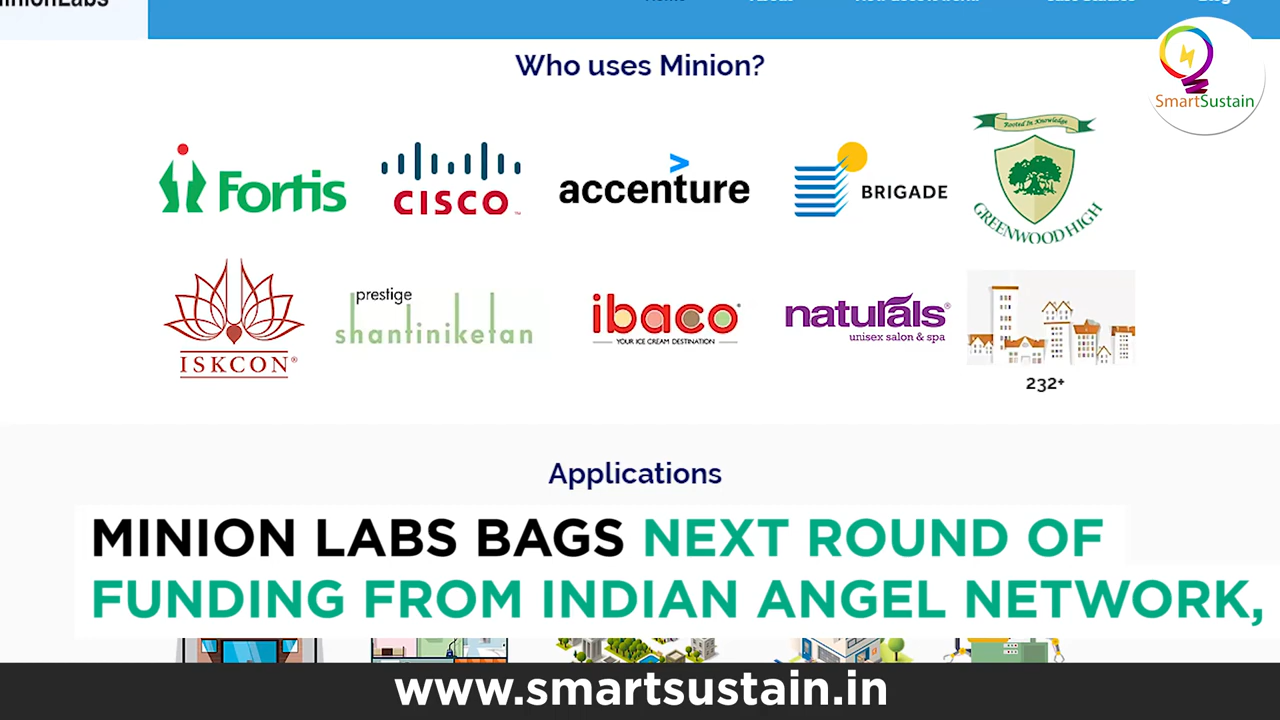 MinionLabs
Who uses Minion?
SmartSustain
Fortis
CISCO
accenture
BRIGADE
Rooted In Knowledge
GREENWOOD HIGH
ISKCON®
prestige
shantiniketan
ibaco®
YOUR ICE CREAM DESTINATION
naturals®
unisex salon & spa
232+
Applications
MINION LABS BAGS NEXT ROUND OF
FUNDING FROM INDIAN ANGEL NETWORK,
www.smartsustain.in